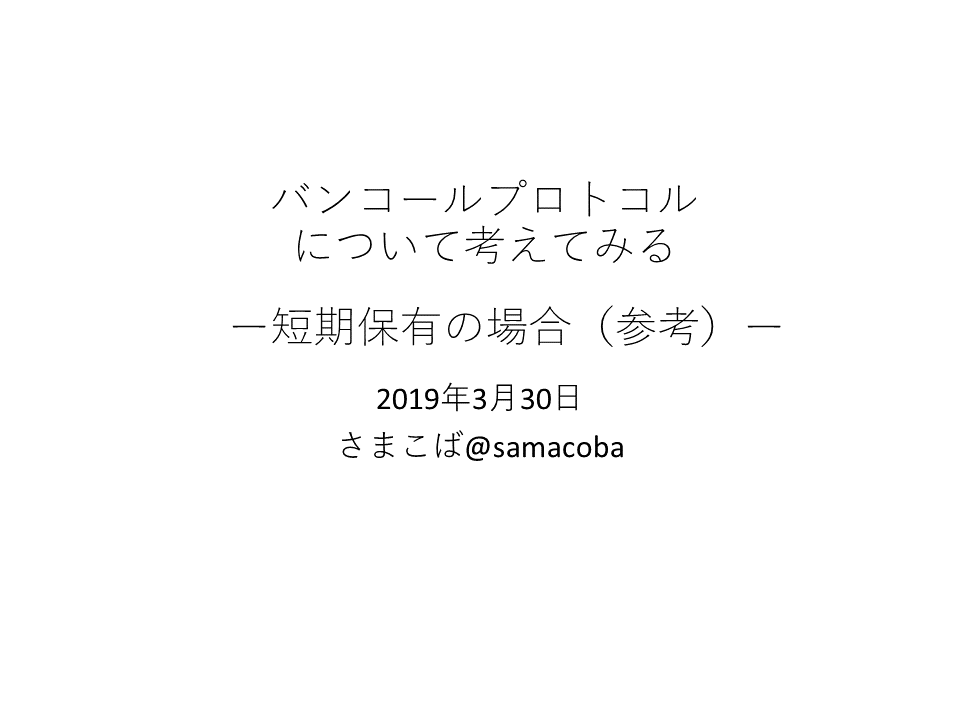 バンコールプロトコル
について考えてみる
ー短期保有の場合（参考）ー
2019年3月30日
さまこば@samacoba